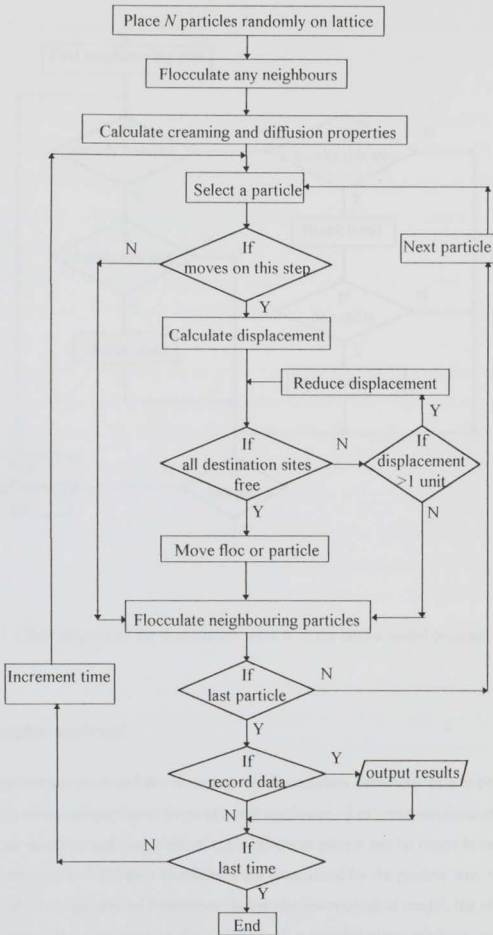 Place N particles randomly on lattice
Flocculate any neighbours
Calculate creaming and diffusion properties
Select a particle
Next particle
N
If
moves on this step
Y
Calculate displacement
Reduce displacement
Y
If
all destination sites
free
N
If
displacement
>1 unit
Y
N
Move floc or particle
Flocculate neighbouring particles
Increment time
If
last particle
N
Y
If
record data
Y
output results
N
N
If
last time
Y
End